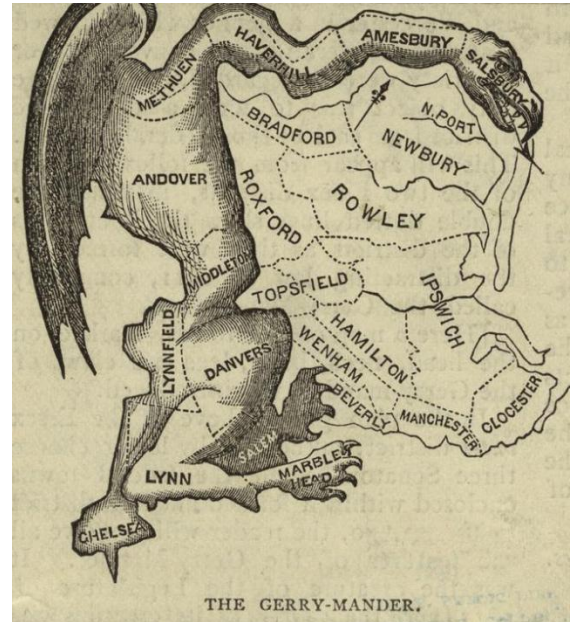 HAVERHILL
AMESBURY
SALSBURY
METHUEN
N. PORT
BRADFORD
NEWBURY
ANDOVER
ROXFORD
ROWLEY
MIDDLETON
TOPSFIELD
IPSWICH
LYNNFIELD
DANVERS
HAMILTON
WENHAM
BEVERLY
MANCHESTER
CLOCESTER
SALEM
LYNN
MARBLE
HEAD
CHELSEA
THE GERRY-MANDER.